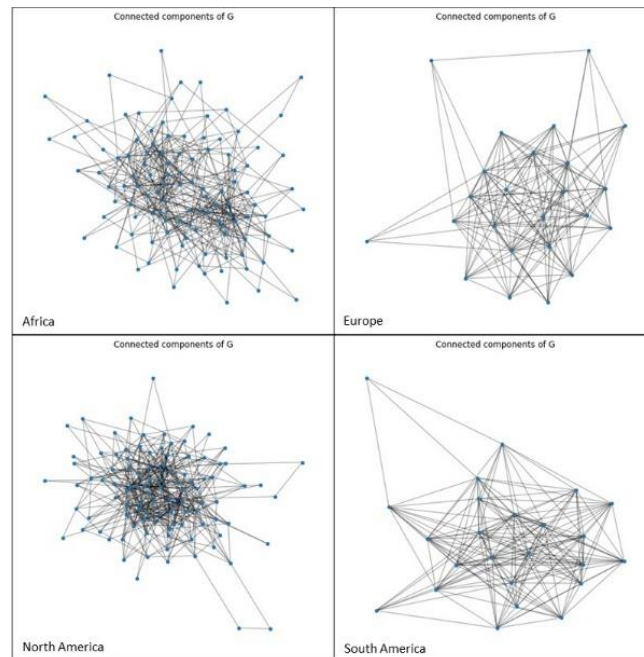 Connected components of G
Connected components of G
Africa
Europe
Connected components of G
Connected components of G
North America
South America